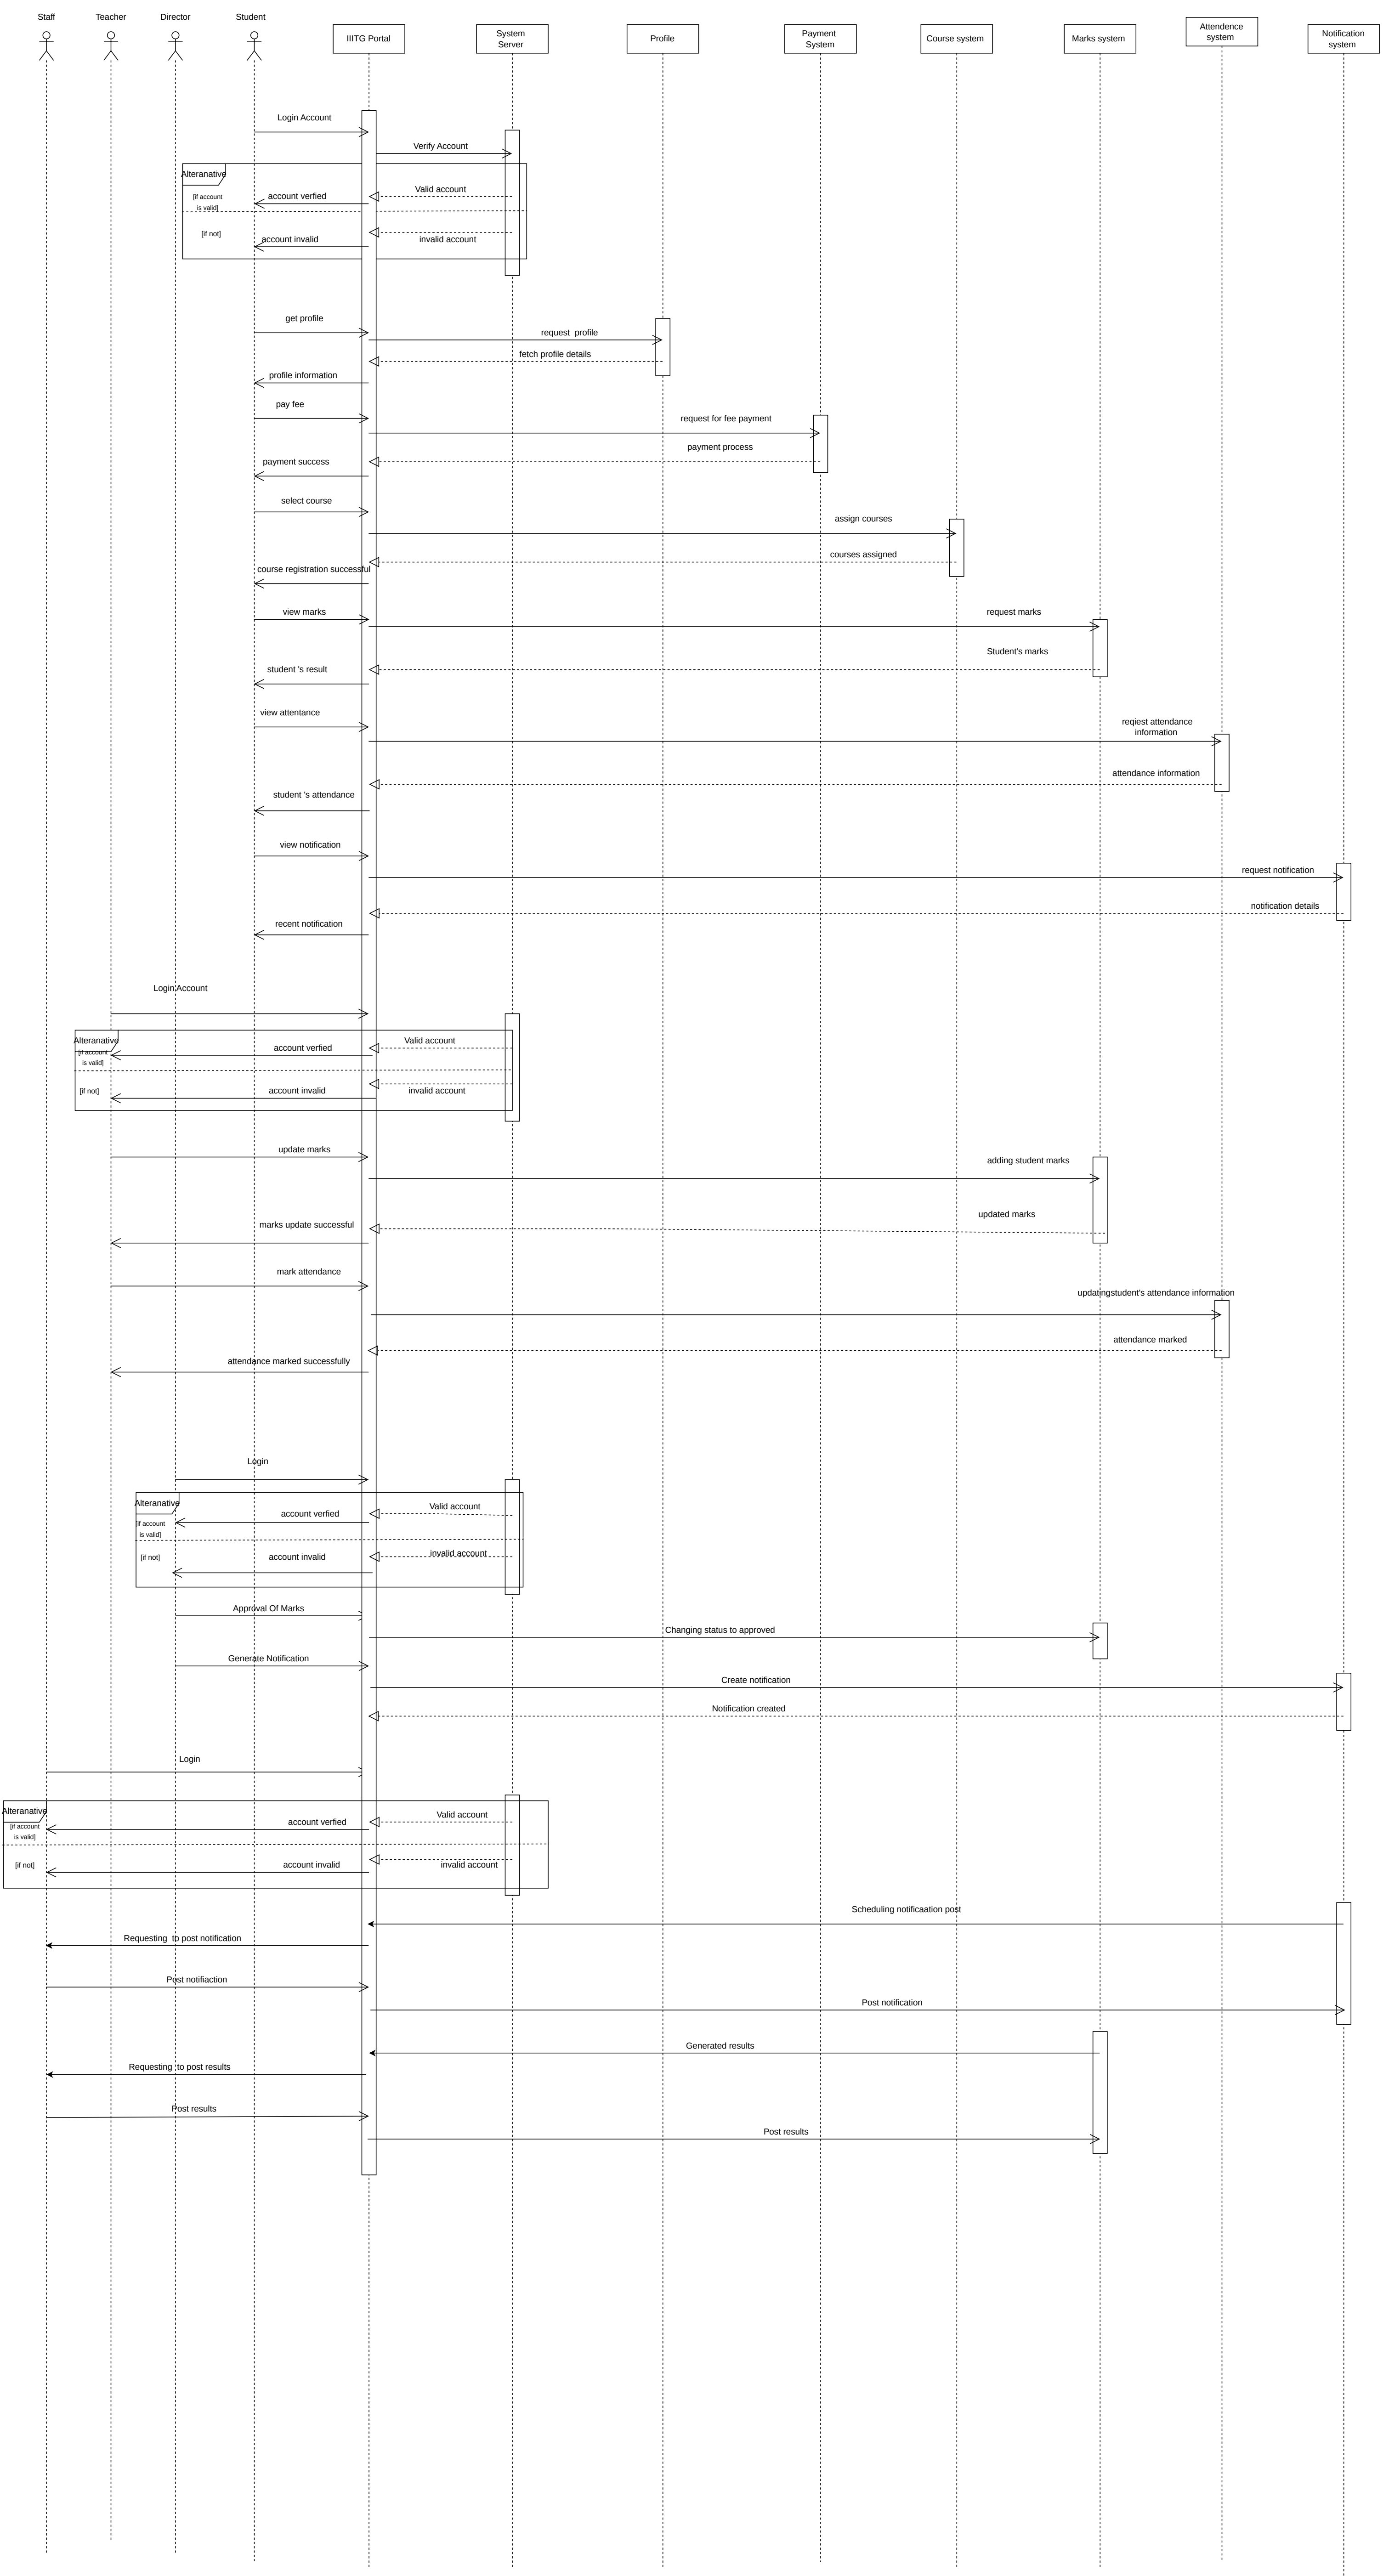 Staff
Teacher
Director
Student
IIITG Portal
System
Server
Profile
Payment
System
Course system
Marks system
Attendence
system
Notification
system
Login Account
Verify Account
Alteranative
[if account
is valid]
account verfied
Valid account
[if not]
account invalid
invalid account
get profile
request profile
fetch profile details
profile information
pay fee
request for fee payment
payment process
payment success
select course
assign courses
courses assigned
course registration successful
view marks
request marks
Student's marks
student 's result
view attentance
reqiest attendance
information
attendance information
student 's attendance
view notification
request notification
notification details
recent notification
Login Account
Alteranative
[if account
is valid]
account verfied
Valid account
[if not]
account invalid
invalid account
update marks
adding student marks
updated marks
marks update successful
mark attendance
updatingstudent's attendance information
attendance marked
attendance marked successfully
Login
Alteranative
[if account
is valid]
account verfied
Valid account
[if not]
account invalid
invalid account
Approval Of Marks
Changing status to approved
Generate Notification
Create notification
Notification created
Login
Alteranative
[if account
is valid]
account verfied
Valid account
[if not]
account invalid
invalid account
Scheduling notificaation post
Requesting to post notification
Post notifiaction
Post notification
Generated results
Requesting to post results
Post results
Post results